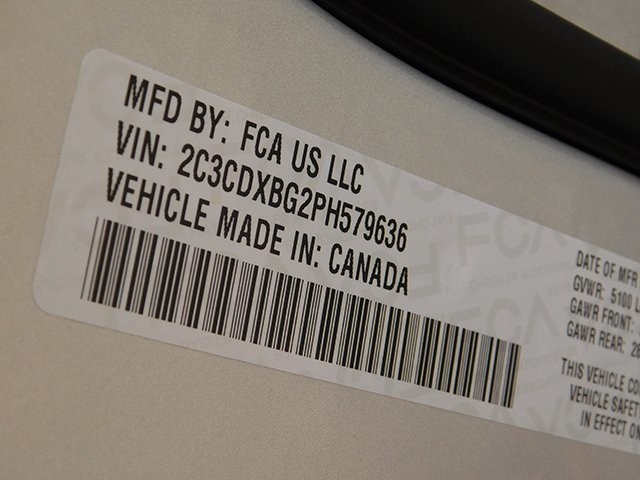 MFD BY: FCA US LLC
VIN: 2C3CDXBG2PH579636
VEHICLE MADE IN: CANADA
DATE OF MFR
GVWR: 5100
GAWR FRONT:
GAWR REAR:
THIS VEHICLE
VEHICLE SAFET
IN EFFECT